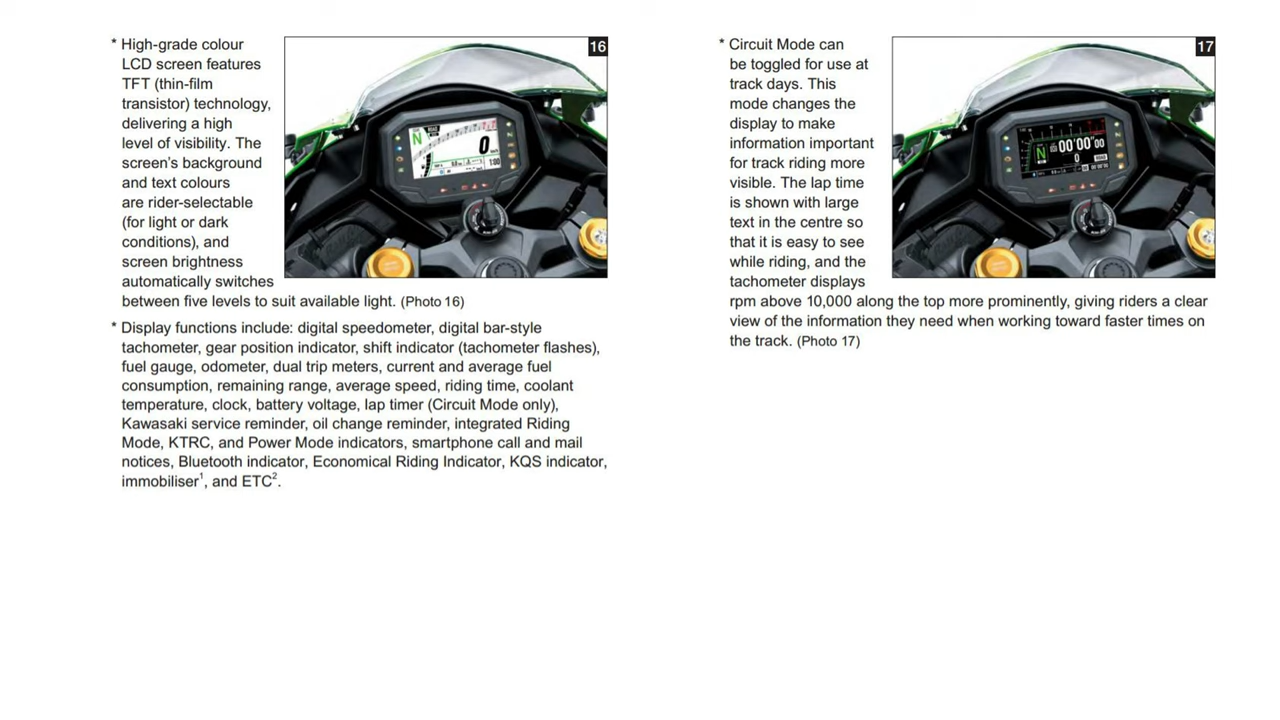 * High-grade colour
LCD screen features
TFT (thin-film
transistor) technology,
delivering a high
level of visibility. The
screen's background
and text colours
are rider-selectable
(for light or dark
conditions), and
screen brightness
automatically switches
between five levels to suit available light. (Photo 16)
16
N
ROAD
0
1:00
* Display functions include: digital speedometer, digital bar-style
tachometer, gear position indicator, shift indicator (tachometer flashes),
fuel gauge, odometer, dual trip meters, current and average fuel
consumption, remaining range, average speed, riding time, coolant
temperature, clock, battery voltage, lap timer (Circuit Mode only),
Kawasaki service reminder, oil change reminder, integrated Riding
Mode, KTRC, and Power Mode indicators, smartphone call and mail
notices, Bluetooth indicator, Economical Riding Indicator, KQS indicator,
immobiliser1, and ETC2.
* Circuit Mode can
be toggled for use at
track days. This
mode changes the
display to make
information important
for track riding more
visible. The lap time
is shown with large
text in the centre so
that it is easy to see
while riding, and the
tachometer displays
rpm above 10,000 along the top more prominently, giving riders a clear
view of the information they need when working toward faster times on
the track. (Photo 17)
17
N
00'00"00
0
ROAD